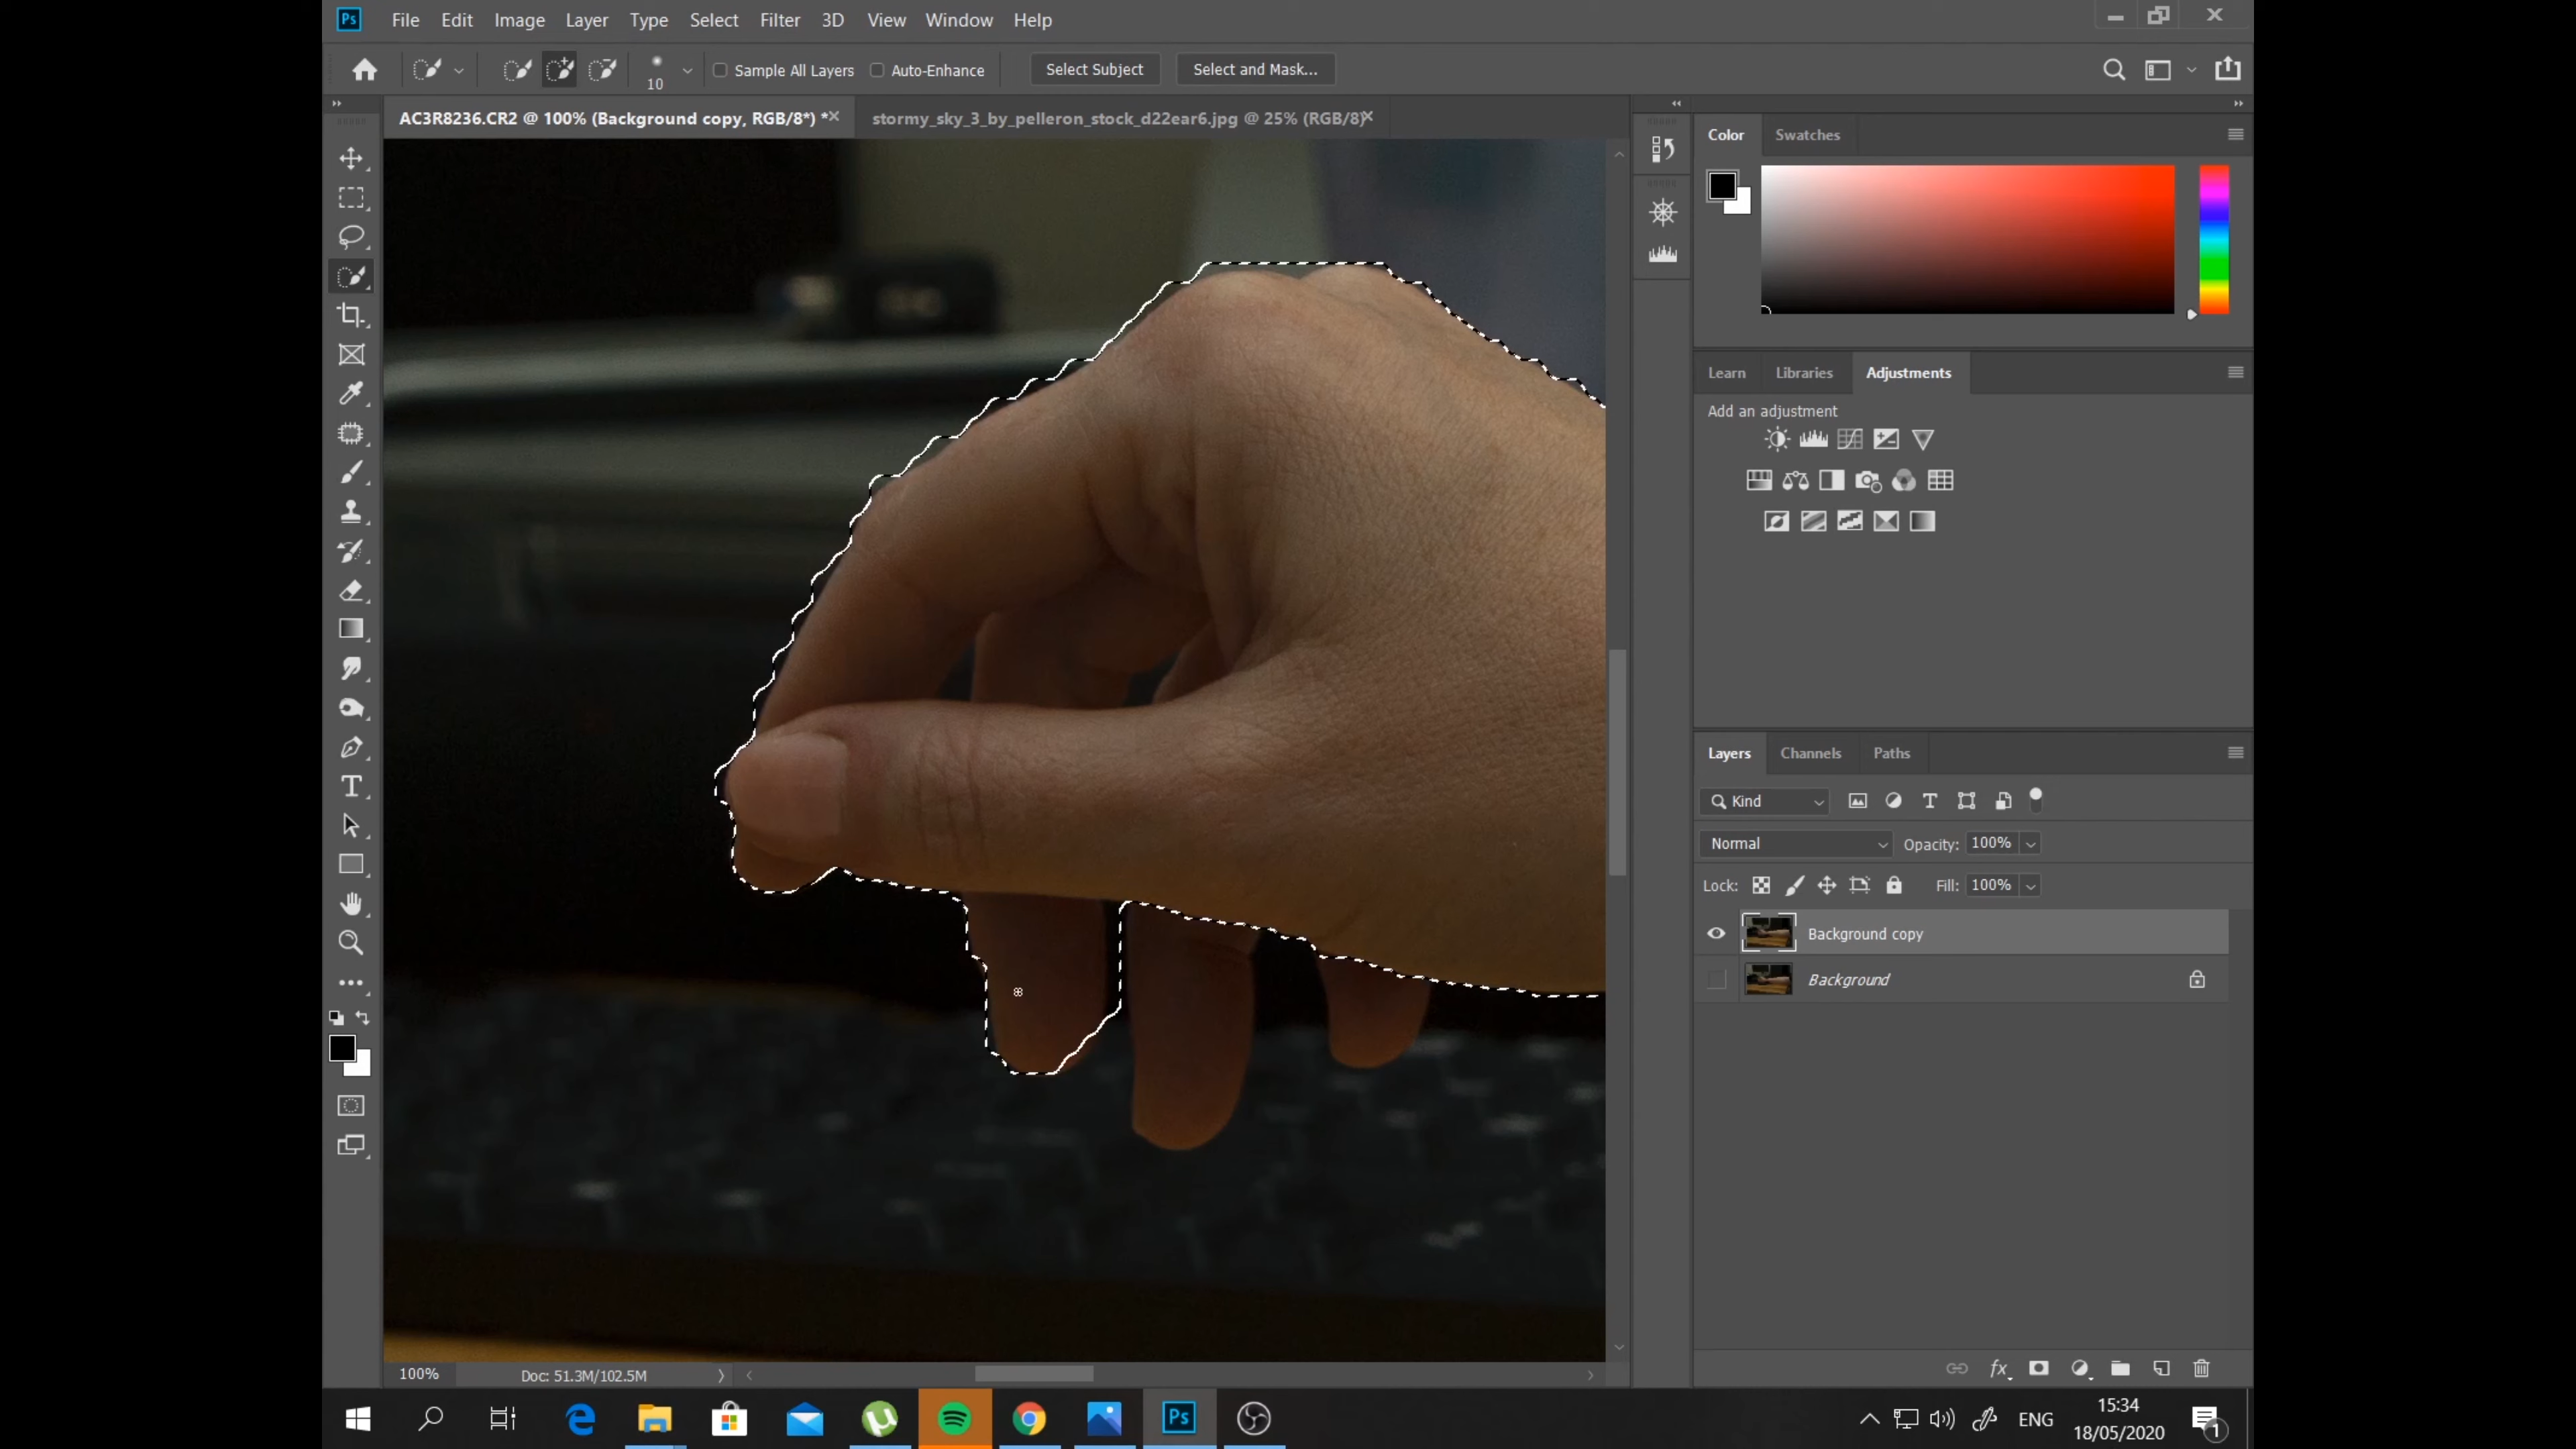 Ps File Edit Image Layer Type Select Filter 3D View Window Help
10 Sample All Layers Auto-Enhance Select Subject Select and Mask...
AC3R8236.CR2 @ 100% (Background copy, RGB/8*) * stormy_sky_3_by_pelleron_stock_d22ear6.jpg @ 25% (RGB/8)
Color Swatches
Learn Libraries Adjustments
Add an adjustment
Layers Channels Paths
Kind
Normal Opacity: 100%
Lock: Fill: 100%
Background copy
Background
100% Doc: 51.3M/102.5M
Ps ENG 15:34
18/05/2020
1